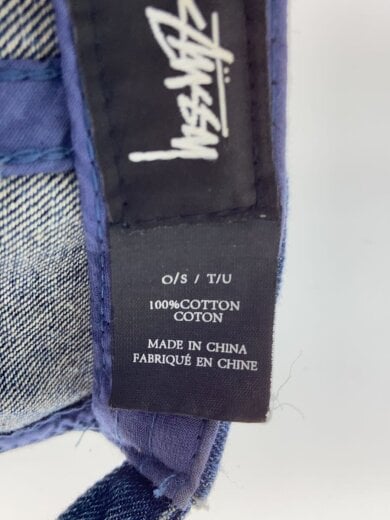 Stüssy
O/S / T/U
100%COTTON
COTON
MADE IN CHINA
FABRIQUÉ EN CHINE